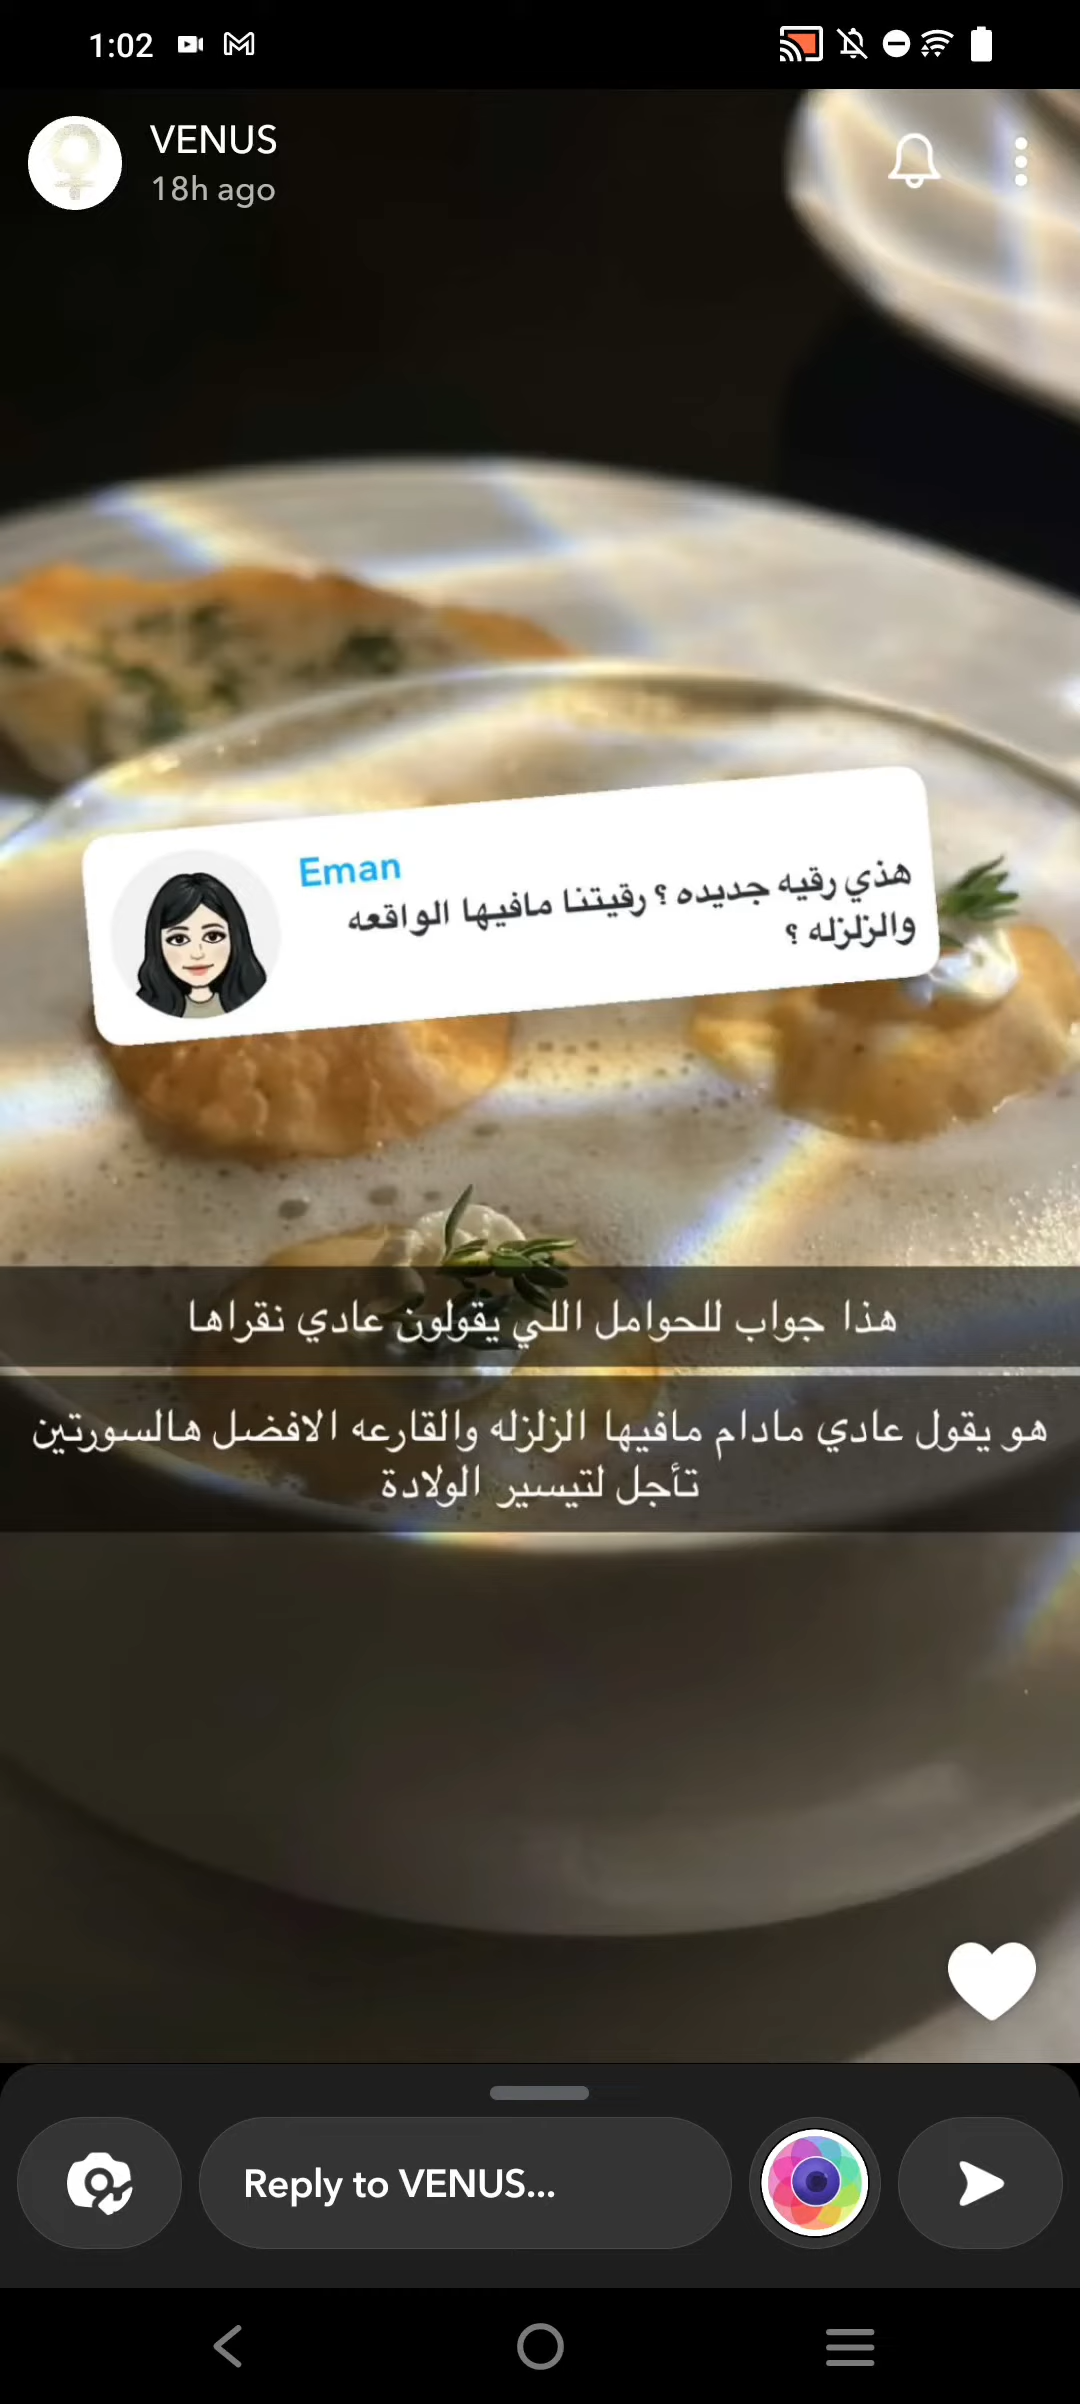 1:02
VENUS
18h ago
Eman
هذي رقيه جديده ؟ رقيتنا مافيها الواقعه
والزلزله ؟
هذا جواب للحوامل اللي يقولون عادي نقراها
هو يقول عادي مادام مافيها الزلزله والقارعه الافضل هالسورتين
تأجل لتيسير الولادة
Reply to VENUS...